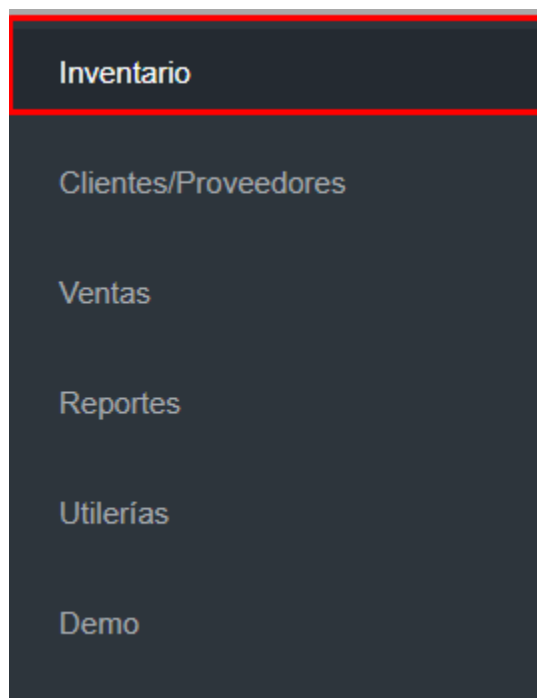 Inventario
Clientes/Proveedores
Ventas
Reportes
Utilerías
Demo